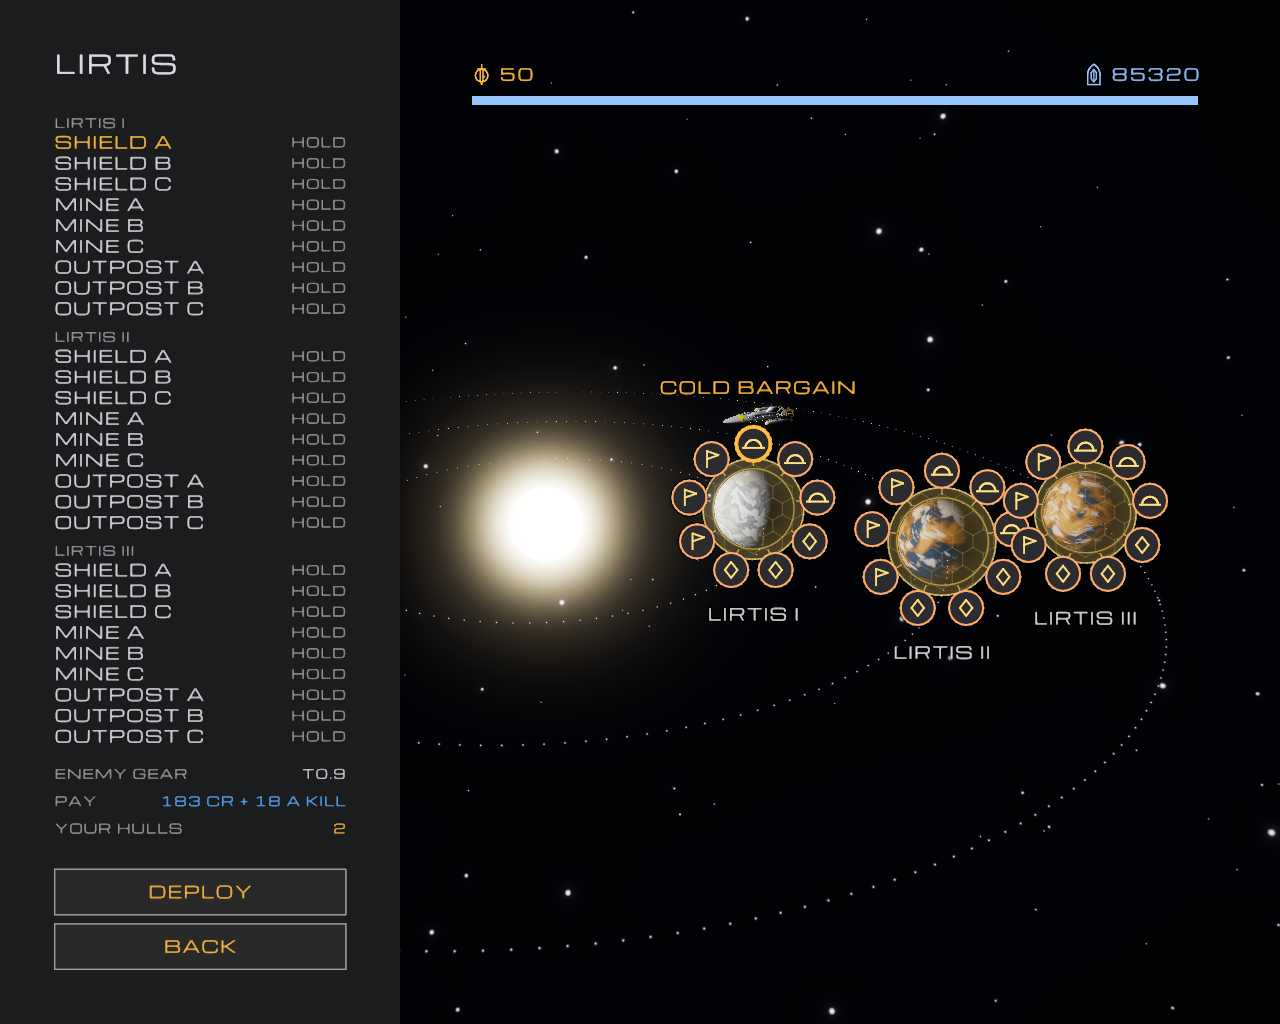 LIRTIS
50
85320
LIRTIS I
SHIELD A HOLD
SHIELD B HOLD
SHIELD C HOLD
MINE A HOLD
MINE B HOLD
MINE C HOLD
OUTPOST A HOLD
OUTPOST B HOLD
OUTPOST C HOLD
LIRTIS II
SHIELD A HOLD
SHIELD B HOLD
SHIELD C HOLD
MINE A HOLD
MINE B HOLD
MINE C HOLD
OUTPOST A HOLD
OUTPOST B HOLD
OUTPOST C HOLD
LIRTIS III
SHIELD A HOLD
SHIELD B HOLD
SHIELD C HOLD
MINE A HOLD
MINE B HOLD
MINE C HOLD
OUTPOST A HOLD
OUTPOST B HOLD
OUTPOST C HOLD
ENEMY GEAR T0.9
PAY 183 CR + 18 A KILL
YOUR HULLS 2
DEPLOY
BACK
COLD BARGAIN
LIRTIS I
LIRTIS II
LIRTIS III